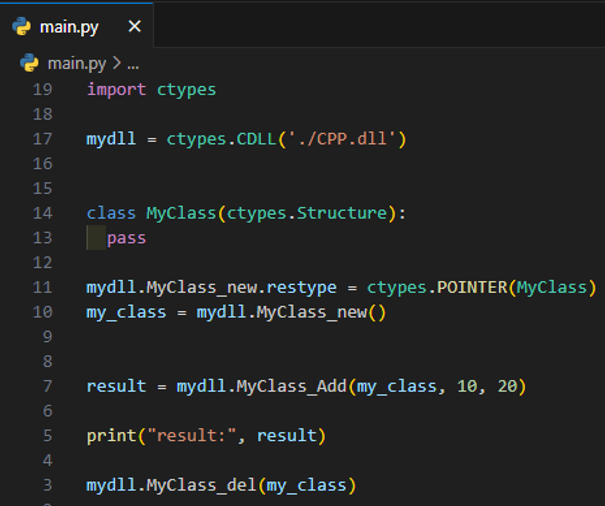 main.py ×
main.py > ...
19 import ctypes
18
17 mydll = ctypes.CDLL('./CPP.dll')
16
15
14 class MyClass(ctypes.Structure):
13   pass
12
11 mydll.MyClass_new.restype = ctypes.POINTER(MyClass)
10 my_class = mydll.MyClass_new()
9
8
7 result = mydll.MyClass_Add(my_class, 10, 20)
6
5 print("result:", result)
4
3 mydll.MyClass_del(my_class)